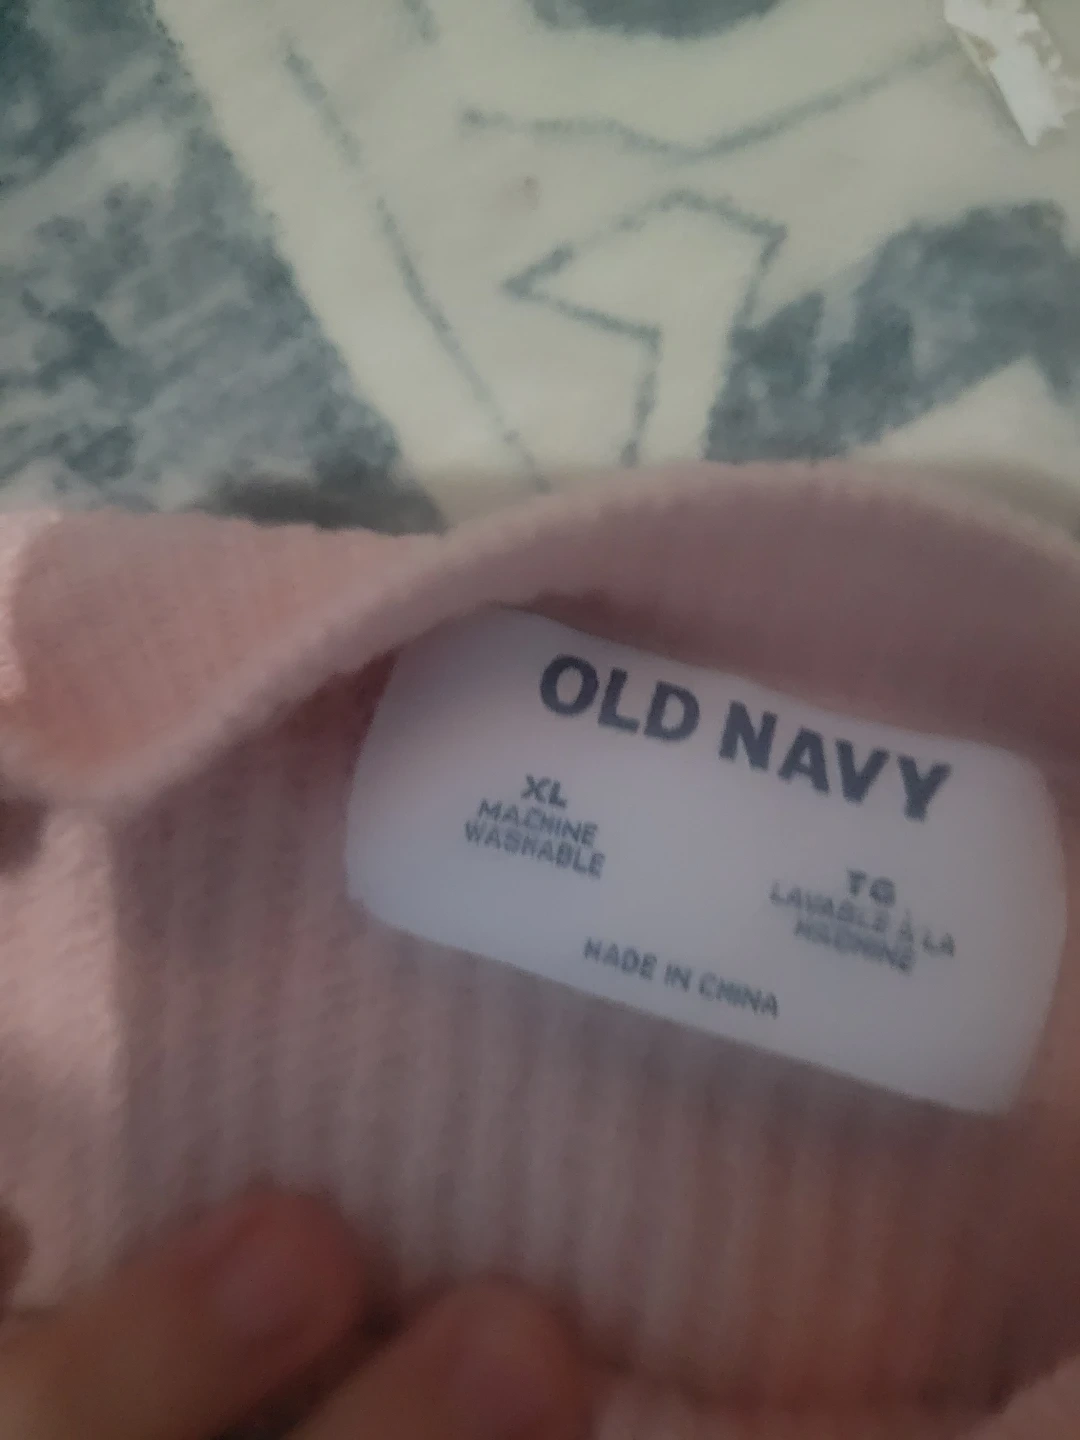 OLD NAVY
XL
MACHINE
WASHABLE
TG
LAVABLE À LA
MACHINE
MADE IN CHINA